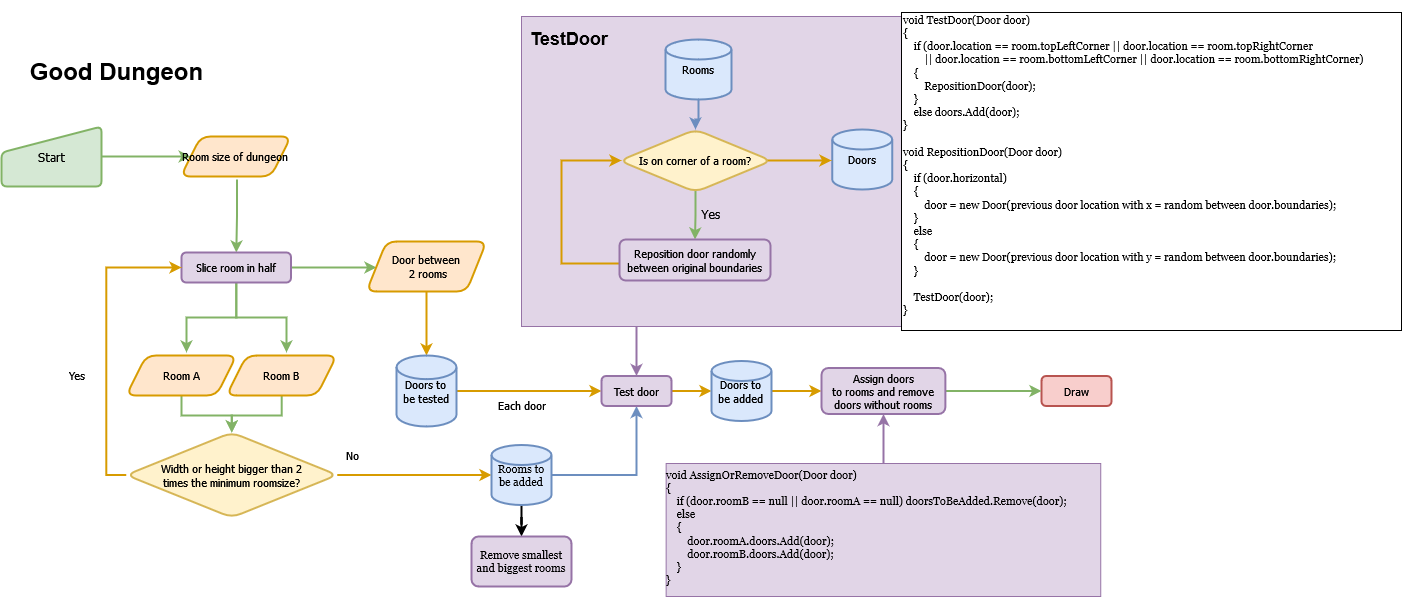 Good Dungeon
Start
Room size of dungeon
Slice room in half
Door between
2 rooms
Room A
Room B
Yes
Width or height bigger than 2
times the minimum roomsize?
No
Doors to
be tested
Each door
Rooms to
be added
Remove smallest
and biggest rooms
TestDoor
Rooms
Is on corner of a room?
Doors
Yes
Reposition door randomly
between original boundaries
Test door
Doors to
be added
Assign doors
to rooms and remove
doors without rooms
Draw
void TestDoor(Door door)
{
if (door.location == room.topLeftCorner || door.location == room.topRightCorner
|| door.location == room.bottomLeftCorner || door.location == room.bottomRightCorner)
{
RepositionDoor(door);
}
else doors.Add(door);
}
void RepositionDoor(Door door)
{
if (door.horizontal)
{
door = new Door(previous door location with x = random between door.boundaries);
}
else
{
door = new Door(previous door location with y = random between door.boundaries);
}
TestDoor(door);
}
void AssignOrRemoveDoor(Door door)
{
if (door.roomB == null || door.roomA == null) doorsToBeAdded.Remove(door);
else
{
door.roomA.doors.Add(door);
door.roomB.doors.Add(door);
}
}